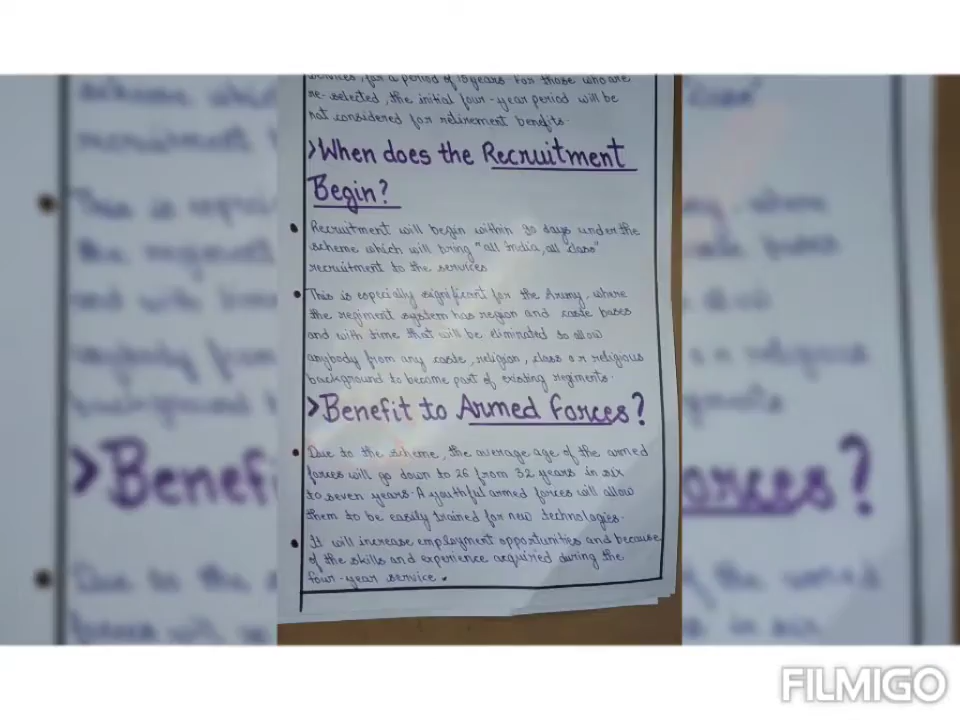 services, for a period of 15 years. For those who are
re-selected, the initial four-year period will be
not considered for retirement benefits.
>When does the Recruitment
Begin?
• Recruitment will begin within 30 days under the
scheme which will bring "all India, all class"
recruitment to the services
• This is especially significant for the Army, where
the regiment system has region and caste bases
and with time that will be eliminated to allow
anybody from any caste, religion, class or religious
background to become part of existing regiments.
>Benefit to Armed Forces?
• Due to the scheme, the average age of the armed
forces will go down to 26 from 32 years in six
to seven years. A youthful armed forces will allow
them to be easily trained for new technologies.
• It will increase employment opportunities and because
of the skills and experience acquiried during the
four-year service.
FILMIGO